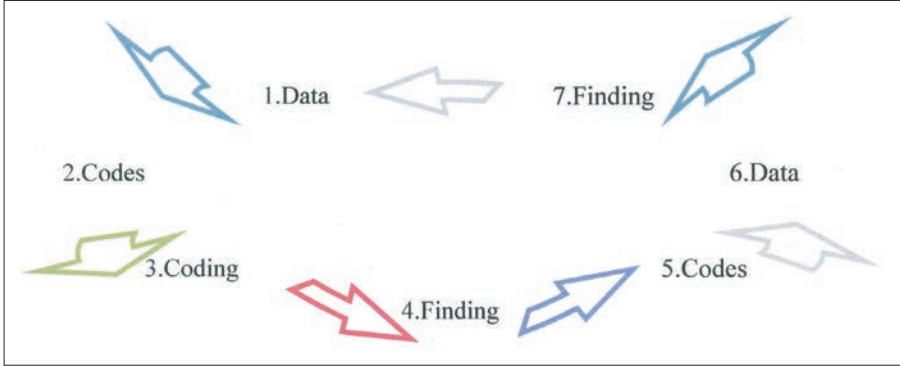 1.Data
7.Finding
2.Codes
6.Data
3.Coding
5.Codes
4.Finding